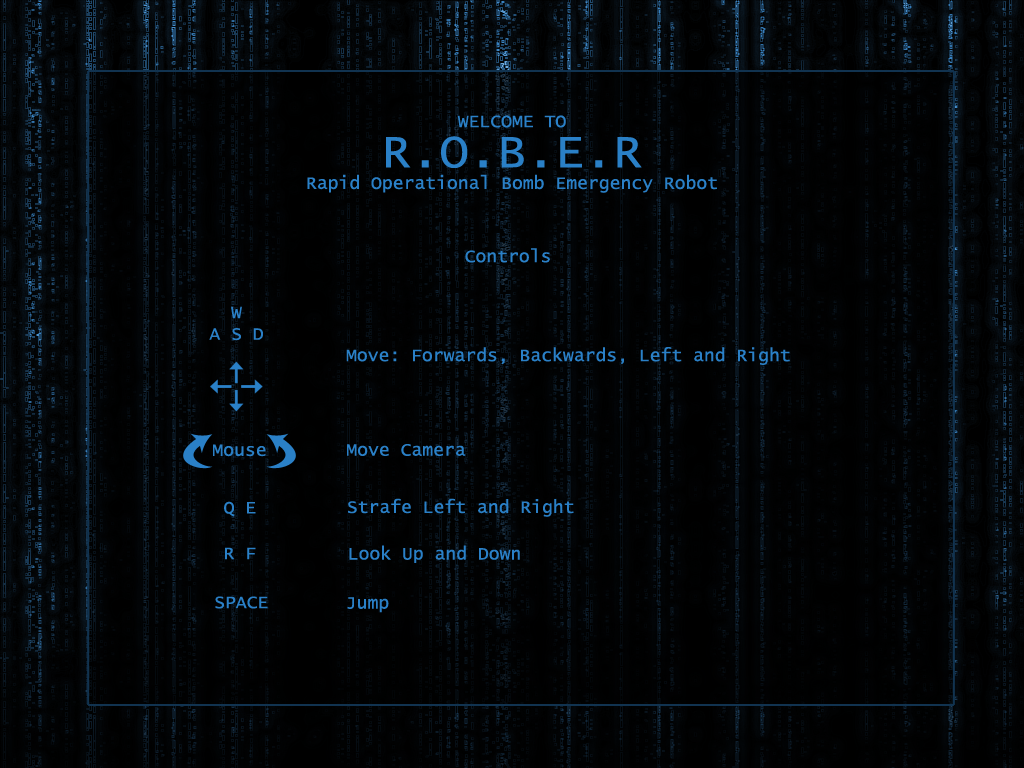 WELCOME TO
R.O.B.E.R
Rapid Operational Bomb Emergency Robot
Controls
W
A S D
Move: Forwards, Backwards, Left and Right
Mouse Move Camera
Q E Strafe Left and Right
R F Look Up and Down
SPACE Jump